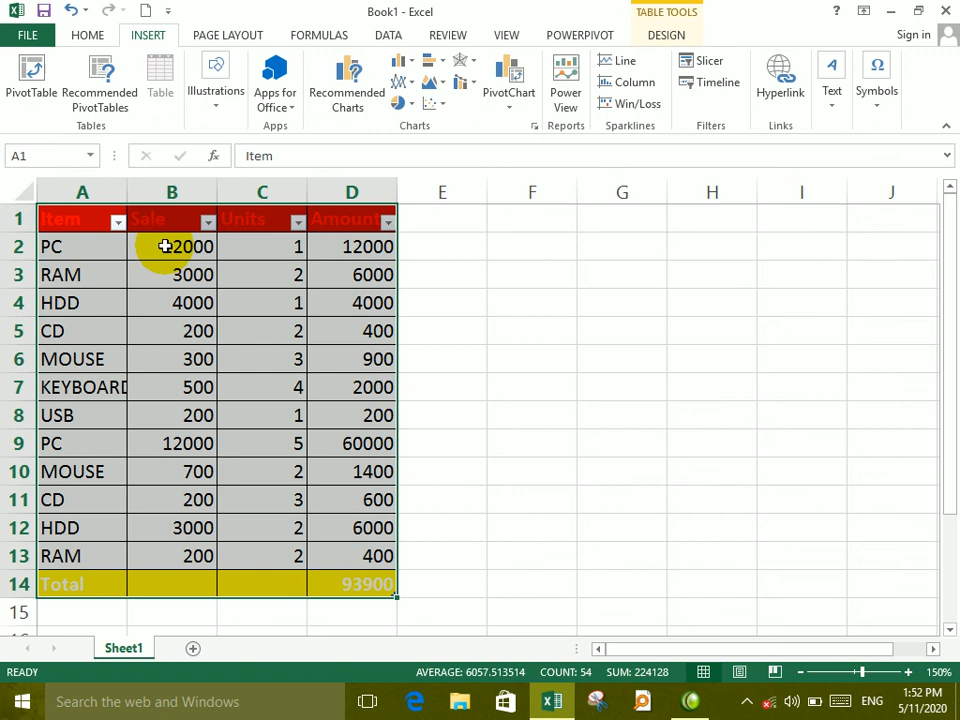 Book1 - Excel
TABLE TOOLS
FILE HOME INSERT PAGE LAYOUT FORMULAS DATA REVIEW VIEW POWERPIVOT DESIGN Sign in
PivotTable Recommended PivotTables Table Illustrations Apps for Office Recommended Charts PivotChart Power View Line Column Win/Loss Slicer Timeline Hyperlink Text Symbols
Tables Apps Charts Reports Sparklines Filters Links
A1 fx Item
A B C D E F G H I J
1 Item Sale Units Amount
2 PC 12000 1 12000
3 RAM 3000 2 6000
4 HDD 4000 1 4000
5 CD 200 2 400
6 MOUSE 300 3 900
7 KEYBOARD 500 4 2000
8 USB 200 1 200
9 PC 12000 5 60000
10 MOUSE 700 2 1400
11 CD 200 3 600
12 HDD 3000 2 6000
13 RAM 200 2 400
14 Total 93900
15
Sheet1
READY AVERAGE: 6057.513514 COUNT: 54 SUM: 224128 150%
Search the web and Windows ENG 1:52 PM
5/11/2020